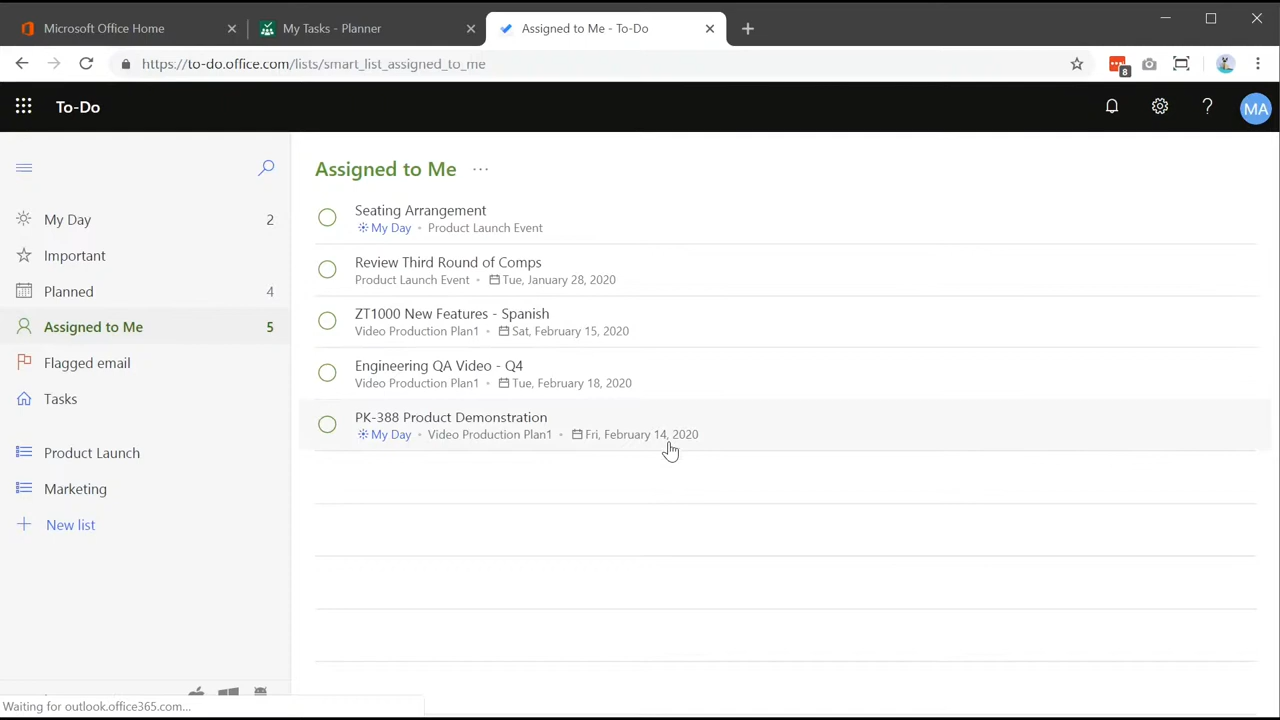 Microsoft Office Home
My Tasks - Planner
Assigned to Me - To-Do
https://to-do.office.com/lists/smart_list_assigned_to_me
8
To-Do
?
MA
My Day 2
Important
Planned 4
Assigned to Me 5
Flagged email
Tasks
Product Launch
Marketing
New list
Assigned to Me
Seating Arrangement
My Day • Product Launch Event
Review Third Round of Comps
Product Launch Event • Tue, January 28, 2020
ZT1000 New Features - Spanish
Video Production Plan1 • Sat, February 15, 2020
Engineering QA Video - Q4
Video Production Plan1 • Tue, February 18, 2020
PK-388 Product Demonstration
My Day • Video Production Plan1 • Fri, February 14, 2020
Waiting for outlook.office365.com...